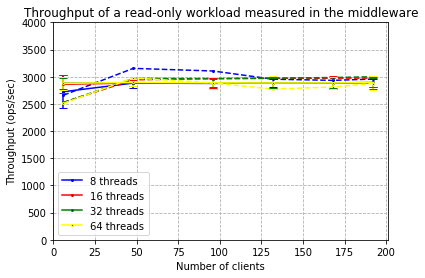 Throughput of a read-only workload measured in the middleware
4000
3500
3000
2500
2000
1500
1000
500
0
Throughput (ops/sec)
8 threads
16 threads
32 threads
64 threads
0 25 50 75 100 125 150 175 200
Number of clients